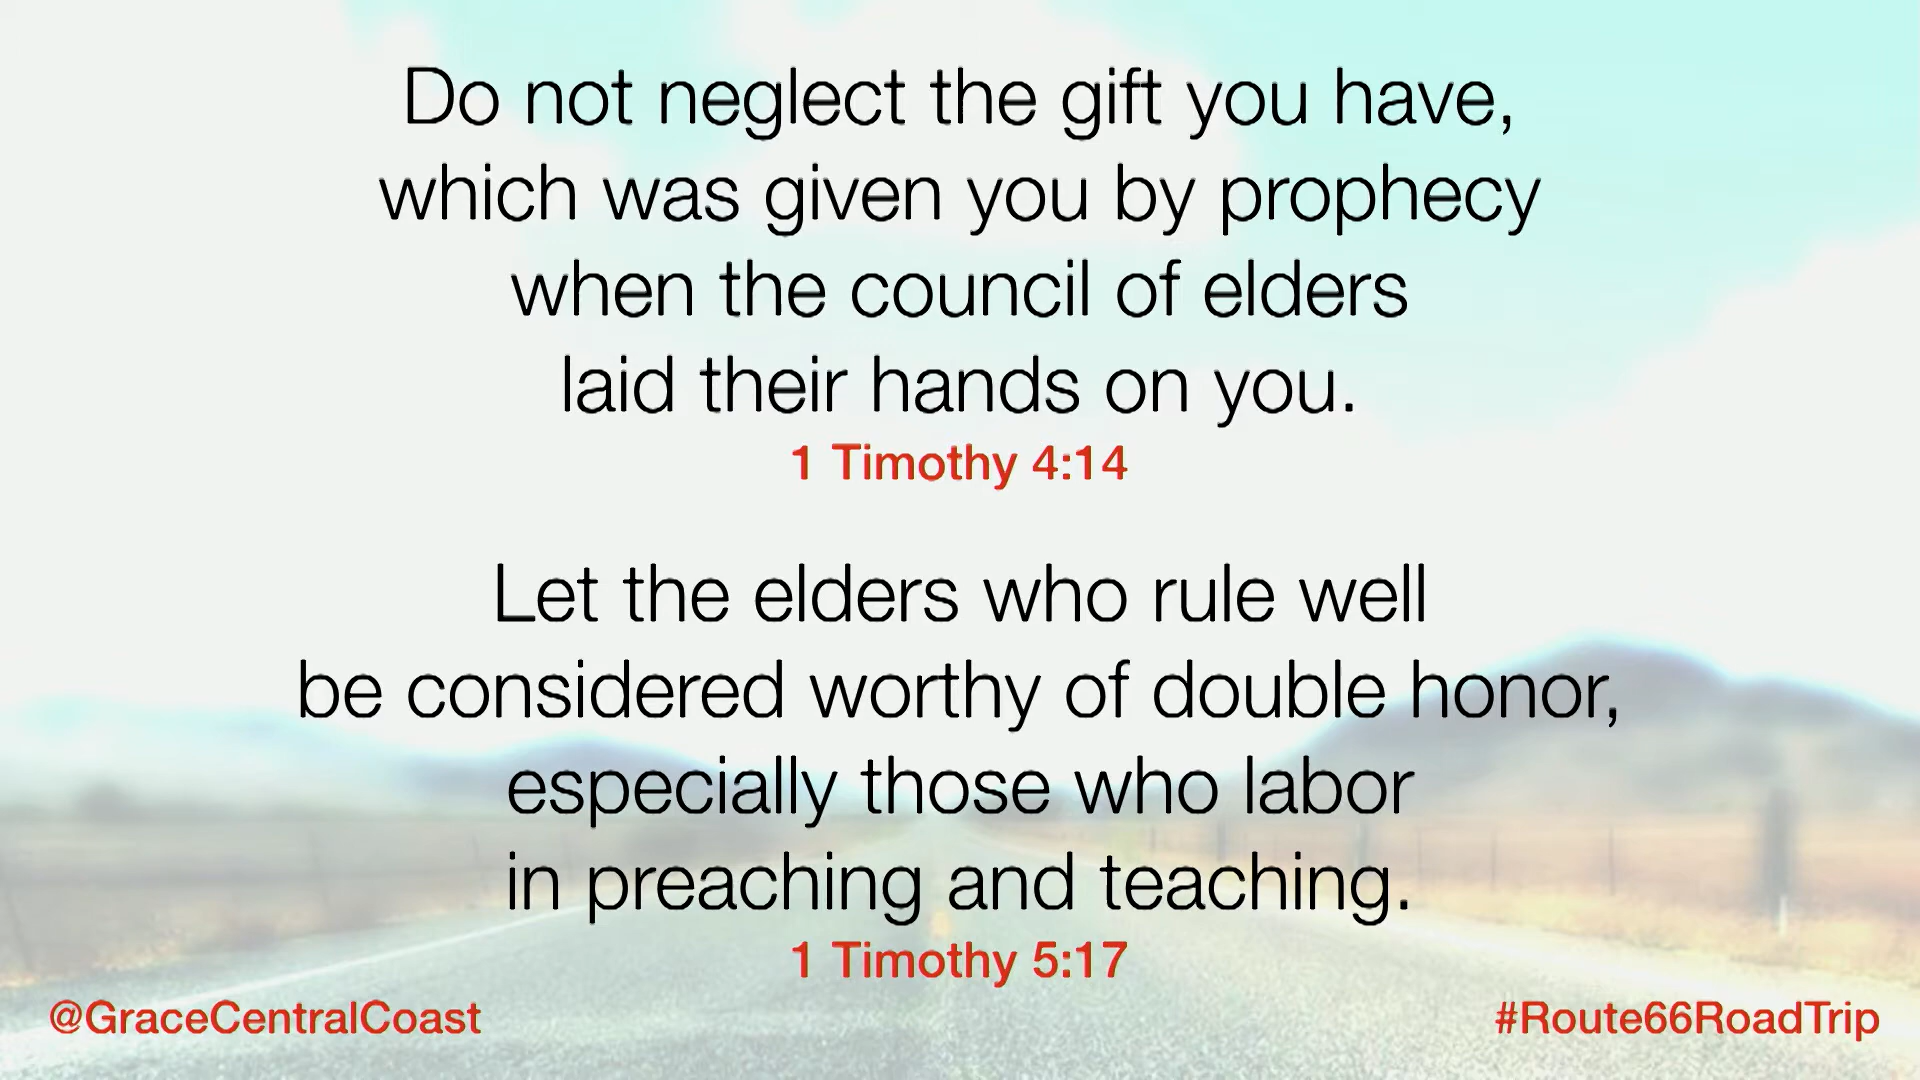 Do not neglect the gift you have,
which was given you by prophecy
when the council of elders
laid their hands on you.
1 Timothy 4:14
Let the elders who rule well
be considered worthy of double honor,
especially those who labor
in preaching and teaching.
1 Timothy 5:17
@GraceCentralCoast
#Route66RoadTrip